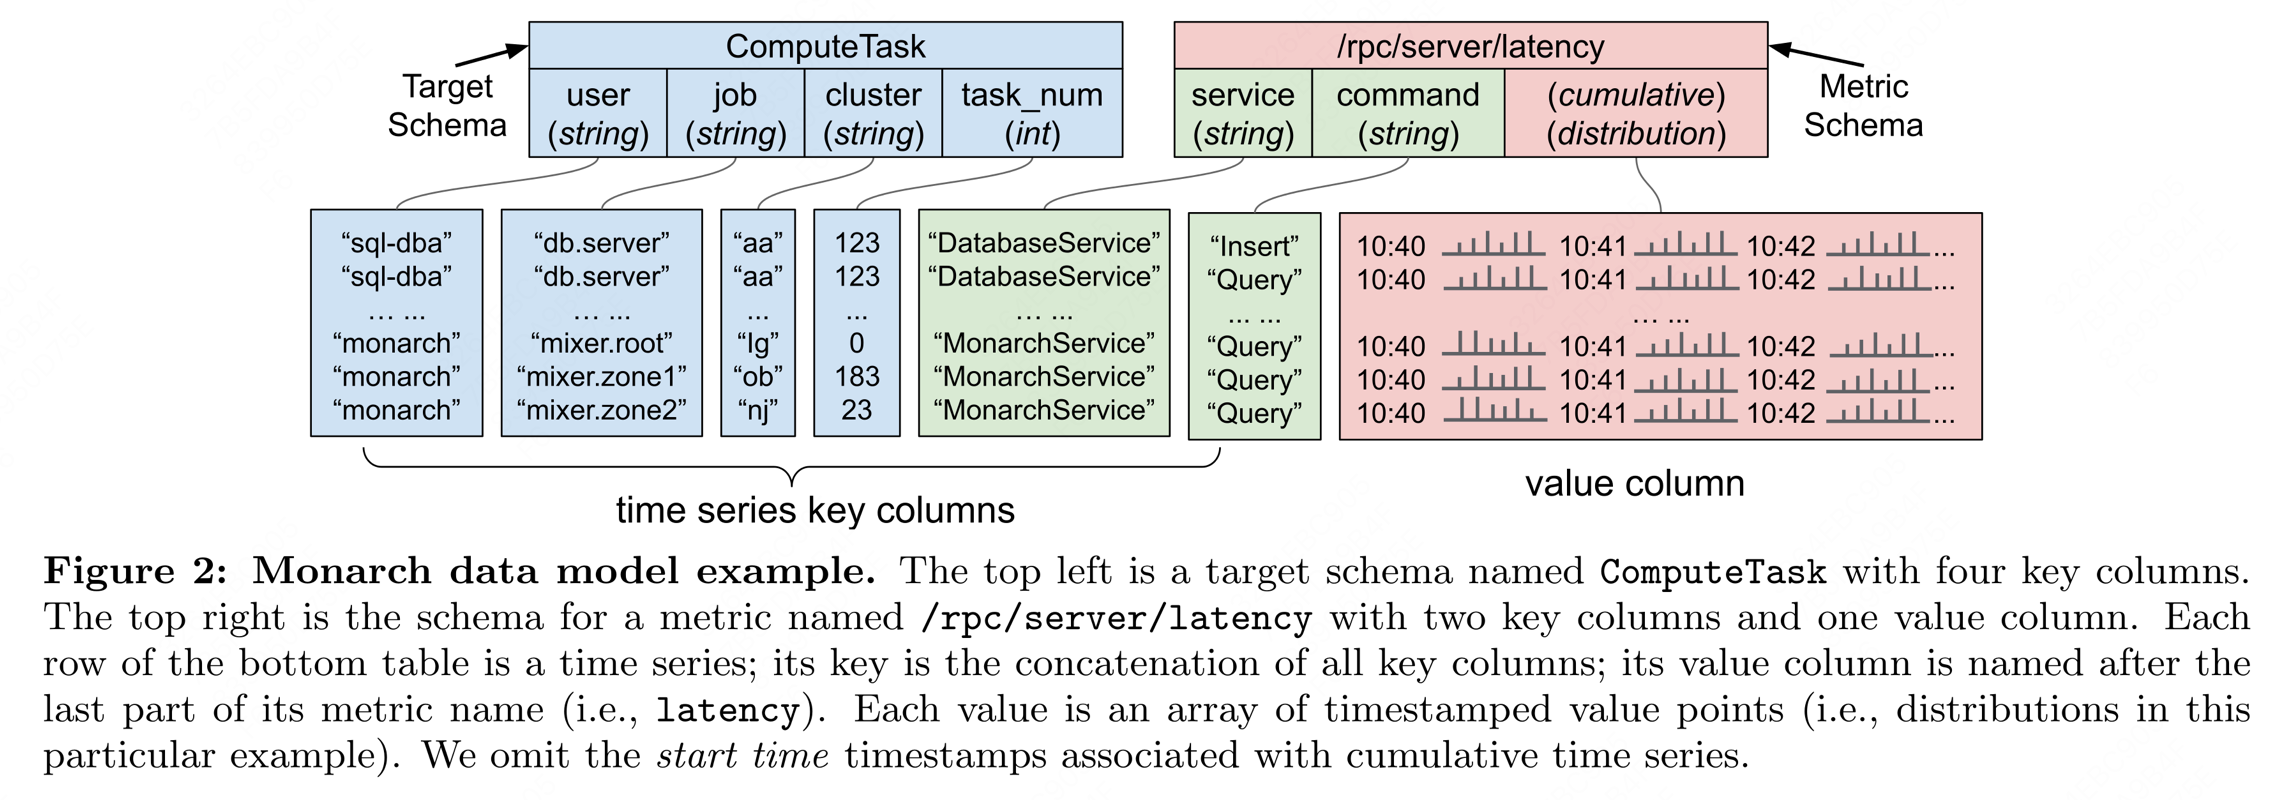 ComputeTask
/rpc/server/latency
Target
Schema
user
(string)
job
(string)
cluster
(string)
task_num
(int)
service
(string)
command
(string)
(cumulative)
(distribution)
Metric
Schema
“sql-dba” “db.server” “aa” 123 “DatabaseService” “Insert” 10:40 10:41 10:42 ...
“sql-dba” “db.server” “aa” 123 “DatabaseService” “Query” 10:40 10:41 10:42 ...
... ... ... ... ... ... ... ... ... ... ... ...
“monarch” “mixer.root” “lg” 0 “MonarchService” “Query” 10:40 10:41 10:42 ...
“monarch” “mixer.zone1” “ob” 183 “MonarchService” “Query” 10:40 10:41 10:42 ...
“monarch” “mixer.zone2” “nj” 23 “MonarchService” “Query” 10:40 10:41 10:42 ...
time series key columns
value column
Figure 2: Monarch data model example. The top left is a target schema named ComputeTask with four key columns.
The top right is the schema for a metric named /rpc/server/latency with two key columns and one value column. Each
row of the bottom table is a time series; its key is the concatenation of all key columns; its value column is named after the
last part of its metric name (i.e., latency). Each value is an array of timestamped value points (i.e., distributions in this
particular example). We omit the start time timestamps associated with cumulative time series.